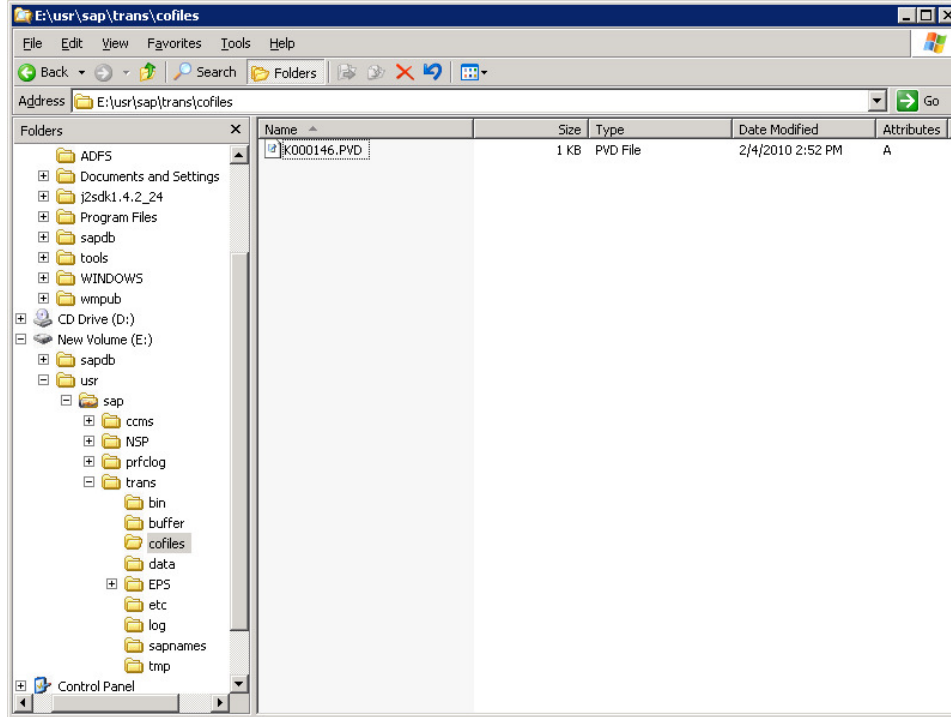 E:\usr\sap\trans\cofiles
File Edit View Favorites Tools Help
Back Search Folders
Address E:\usr\sap\trans\cofiles Go
Folders x Name Size Type Date Modified Attributes
K000146.PVD 1 KB PVD File 2/4/2010 2:52 PM A
ADFS
Documents and Settings
j2sdk1.4.2_24
Program Files
sapdb
tools
WINDOWS
wmpub
CD Drive (D:)
New Volume (E:)
sapdb
usr
sap
ccms
NSP
prfclog
trans
bin
buffer
cofiles
data
EPS
etc
log
sapnames
tmp
Control Panel